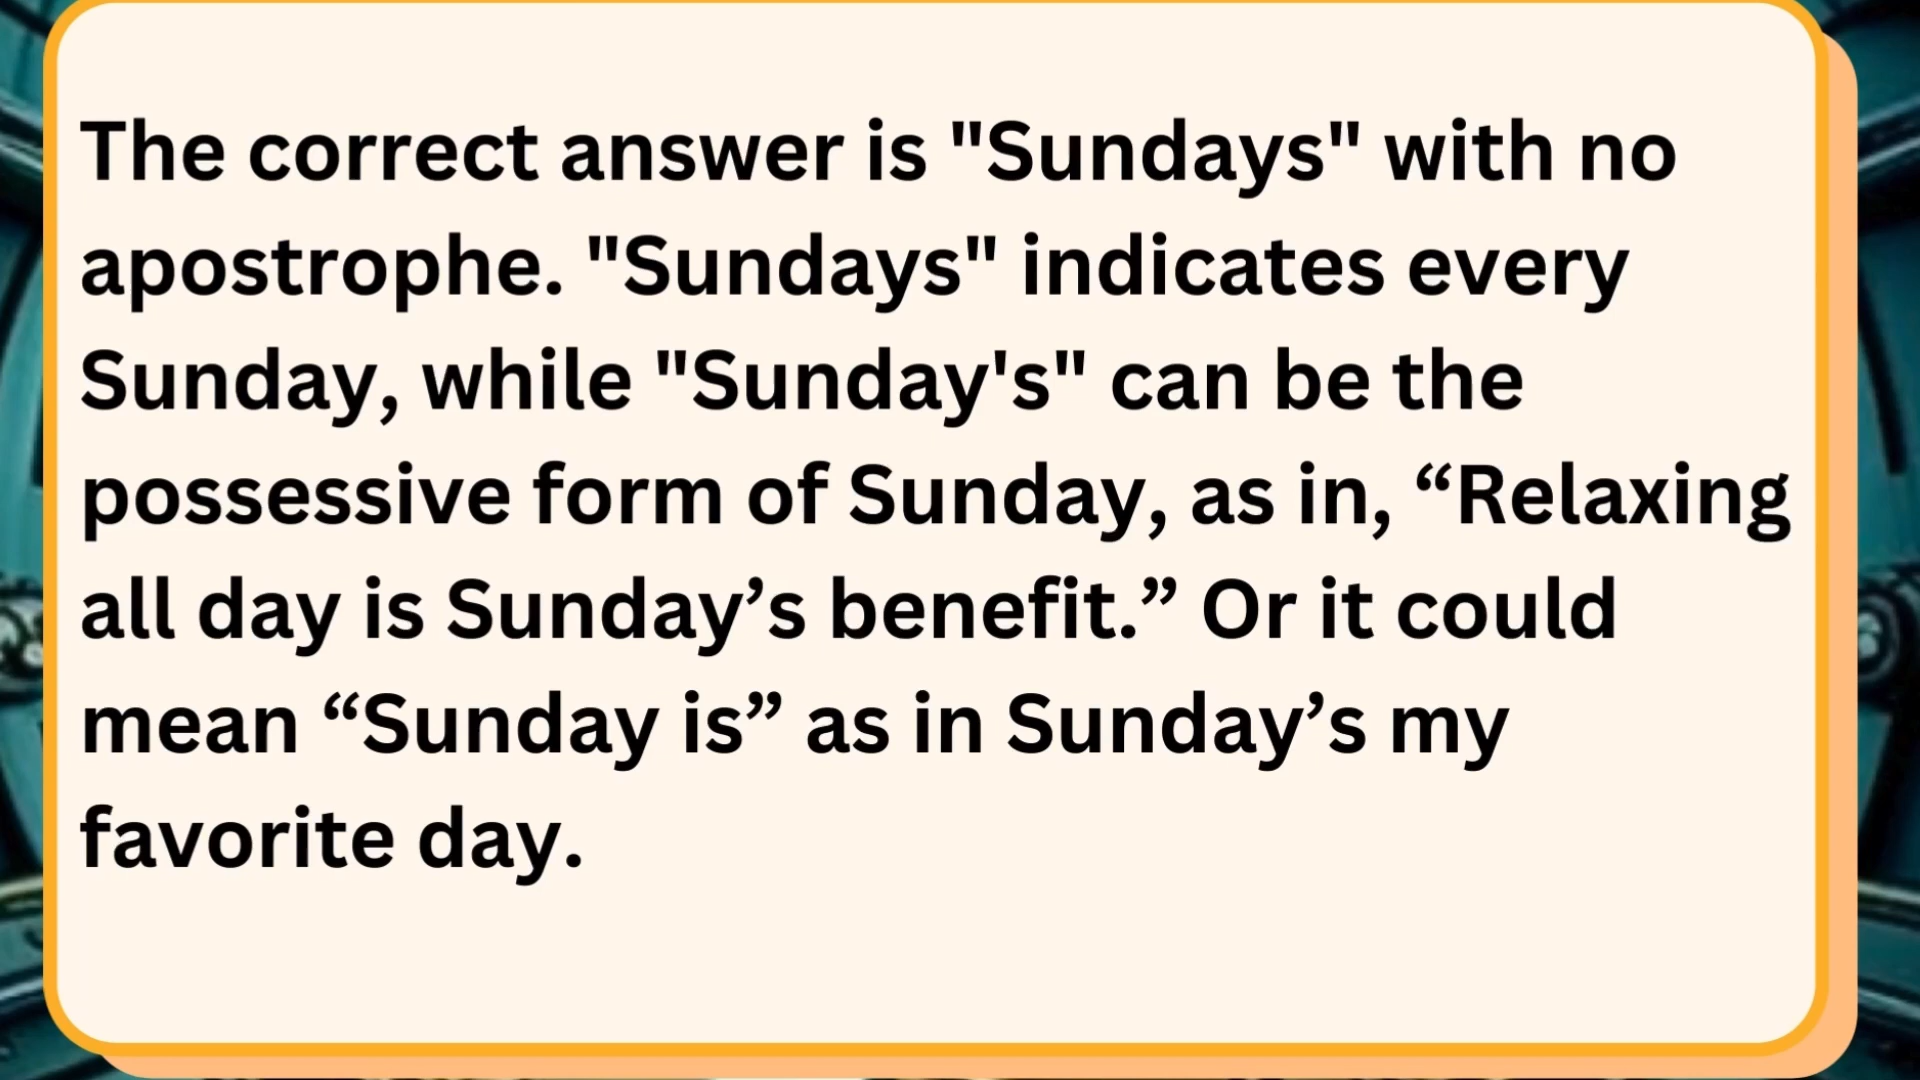 The correct answer is "Sundays" with no
apostrophe. "Sundays" indicates every
Sunday, while "Sunday's" can be the
possessive form of Sunday, as in, “Relaxing
all day is Sunday’s benefit.” Or it could
mean “Sunday is” as in Sunday’s my
favorite day.